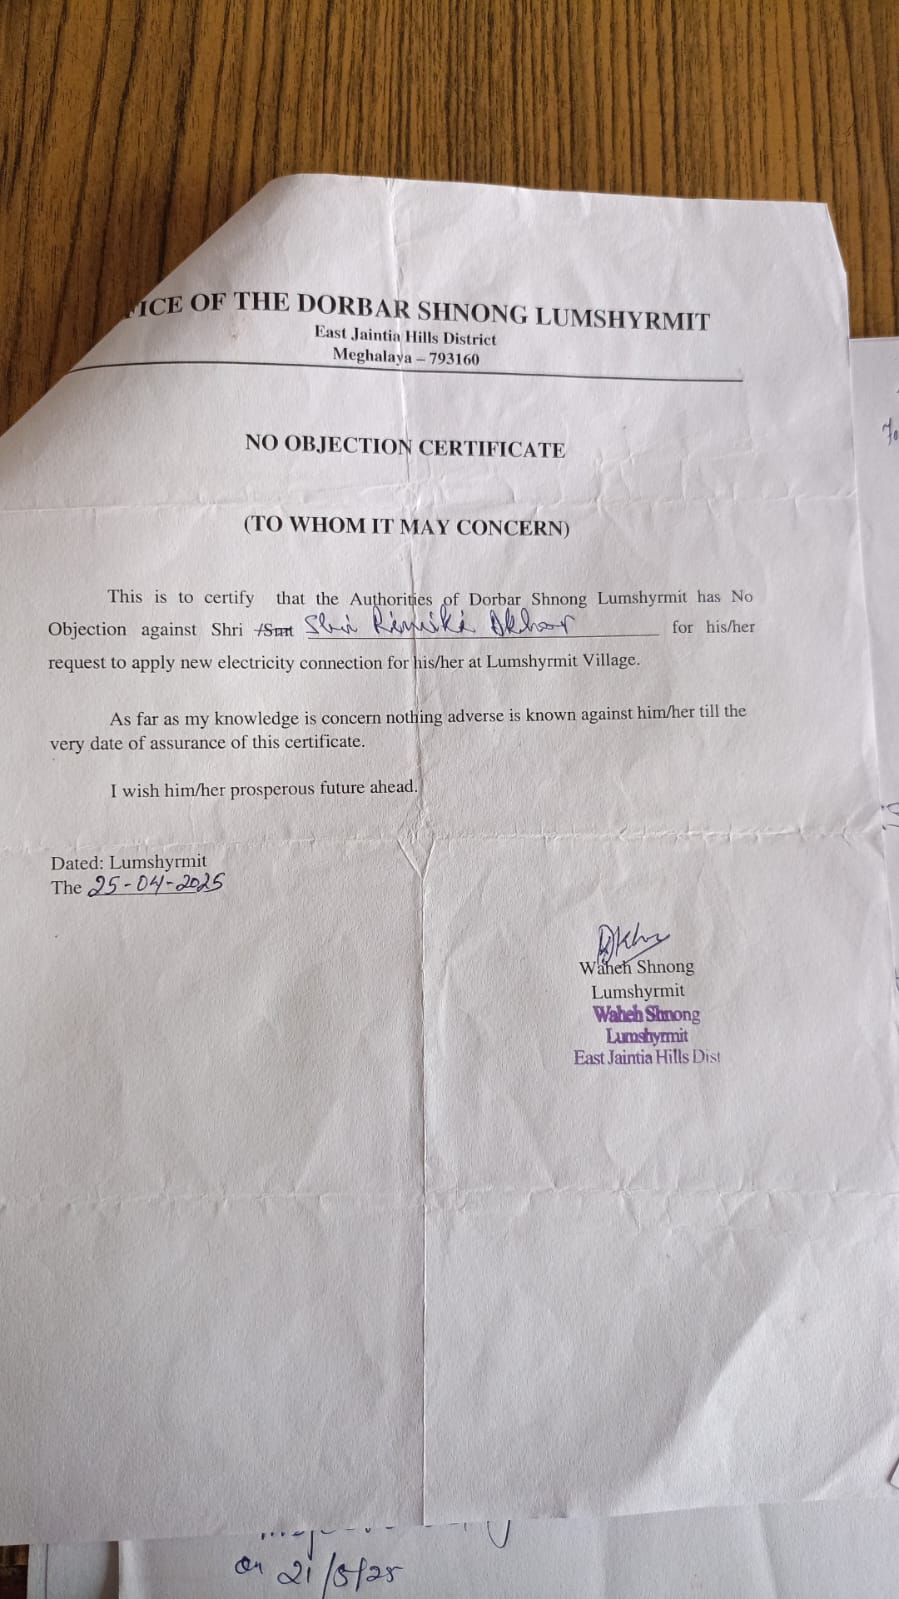 ICE OF THE DORBAR SHNONG LUMSHYRMIT
East Jaintia Hills District
Meghalaya – 793160
NO OBJECTION CERTIFICATE
(TO WHOM IT MAY CONCERN)
This is to certify that the Authorities of Dorbar Shnong Lumshyrmit has No
Objection against Shri /Smt Shri Rimiki Dkhar for his/her
request to apply new electricity connection for his/her at Lumshyrmit Village.
As far as my knowledge is concern nothing adverse is known against him/her till the
very date of assurance of this certificate.
I wish him/her prosperous future ahead.
Dated: Lumshyrmit
The 25-04-2025
Waheh Shnong
Lumshyrmit
Waheh Shnong
Lumshyrmit
East Jaintia Hills Dist
on 21/5/25